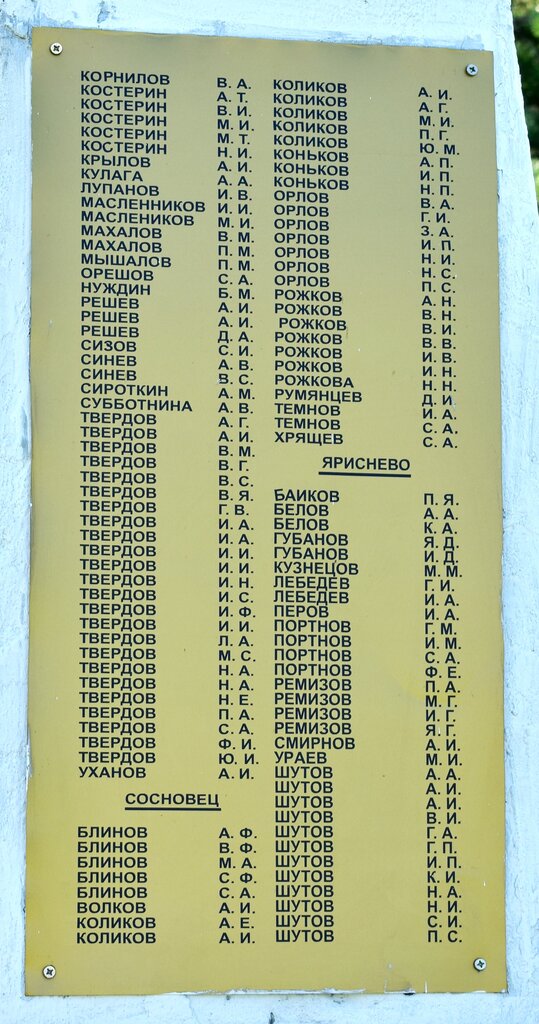 КОРНИЛОВ В. А.
КОСТЕРИН А. Т.
КОСТЕРИН В. И.
КОСТЕРИН М. И.
КОСТЕРИН М. Т.
КОСТЕРИН Н. И.
КРЫЛОВ А. И.
КУЛАГА А. А.
ЛУПАНОВ И. В.
МАСЛЕННИКОВ И. И.
МАСЛЕНИКОВ М. И.
МАХАЛОВ В. М.
МАХАЛОВ П. М.
МЫШАЛОВ П. М.
ОРЕШОВ С. А.
НУЖДИН Б. М.
РЕШЕВ А. И.
РЕШЕВ А. И.
РЕШЕВ Д. А.
СИЗОВ С. И.
СИНЕВ А. В.
СИНЕВ В. С.
СИРОТКИН А. М.
СУББОТНИНА А. В.
ТВЕРДОВ А. Г.
ТВЕРДОВ А. И.
ТВЕРДОВ В. М.
ТВЕРДОВ В. Г.
ТВЕРДОВ В. С.
ТВЕРДОВ В. Я.
ТВЕРДОВ Г. В.
ТВЕРДОВ И. А.
ТВЕРДОВ И. А.
ТВЕРДОВ И. И.
ТВЕРДОВ И. И.
ТВЕРДОВ И. Н.
ТВЕРДОВ И. С.
ТВЕРДОВ И. Ф.
ТВЕРДОВ И. И.
ТВЕРДОВ Л. А.
ТВЕРДОВ М. С.
ТВЕРДОВ Н. А.
ТВЕРДОВ Н. А.
ТВЕРДОВ Н. Е.
ТВЕРДОВ П. А.
ТВЕРДОВ С. А.
ТВЕРДОВ Ф. И.
ТВЕРДОВ Ю. И.
УХАНОВ А. И.
СОСНОВЕЦ
БЛИНОВ А. Ф.
БЛИНОВ В. Ф.
БЛИНОВ М. А.
БЛИНОВ С. Ф.
БЛИНОВ С. А.
ВОЛКОВ А. И.
КОЛИКОВ А. Е.
КОЛИКОВ А. И.
КОЛИКОВ А. И.
КОЛИКОВ А. Г.
КОЛИКОВ М. И.
КОЛИКОВ П. Г.
КОЛИКОВ Ю. М.
КОНЬКОВ А. П.
КОНЬКОВ И. П.
КОНЬКОВ Н. П.
ОРЛОВ В. А.
ОРЛОВ Г. И.
ОРЛОВ З. А.
ОРЛОВ И. П.
ОРЛОВ Н. И.
ОРЛОВ Н. С.
ОРЛОВ П. С.
РОЖКОВ А. Н.
РОЖКОВ В. Н.
РОЖКОВ В. И.
РОЖКОВ В. В.
РОЖКОВ И. В.
РОЖКОВ И. Н.
РОЖКОВА Н. Н.
РУМЯНЦЕВ Д. И.
ТЕМНОВ И. А.
ТЕМНОВ С. А.
ХРЯЩЕВ С. А.
ЯРИСНЕВО
БАИКОВ П. Я.
БЕЛОВ А. А.
БЕЛОВ К. А.
ГУБАНОВ Я. Д.
ГУБАНОВ И. Д.
КУЗНЕЦОВ М. М.
ЛЕБЕДЕВ Г. И.
ЛЕБЕДЕВ И. А.
ПЕРОВ И. А.
ПОРТНОВ Г. М.
ПОРТНОВ И. М.
ПОРТНОВ С. А.
ПОРТНОВ Ф. Е.
РЕМИЗОВ П. А.
РЕМИЗОВ М. Г.
РЕМИЗОВ И. Г.
РЕМИЗОВ Я. Г.
СМИРНОВ А. И.
УРАЕВ М. И.
ШУТОВ А. А.
ШУТОВ А. И.
ШУТОВ А. И.
ШУТОВ В. И.
ШУТОВ Г. А.
ШУТОВ Г. П.
ШУТОВ И. П.
ШУТОВ К. И.
ШУТОВ Н. А.
ШУТОВ Н. И.
ШУТОВ С. И.
ШУТОВ П. С.